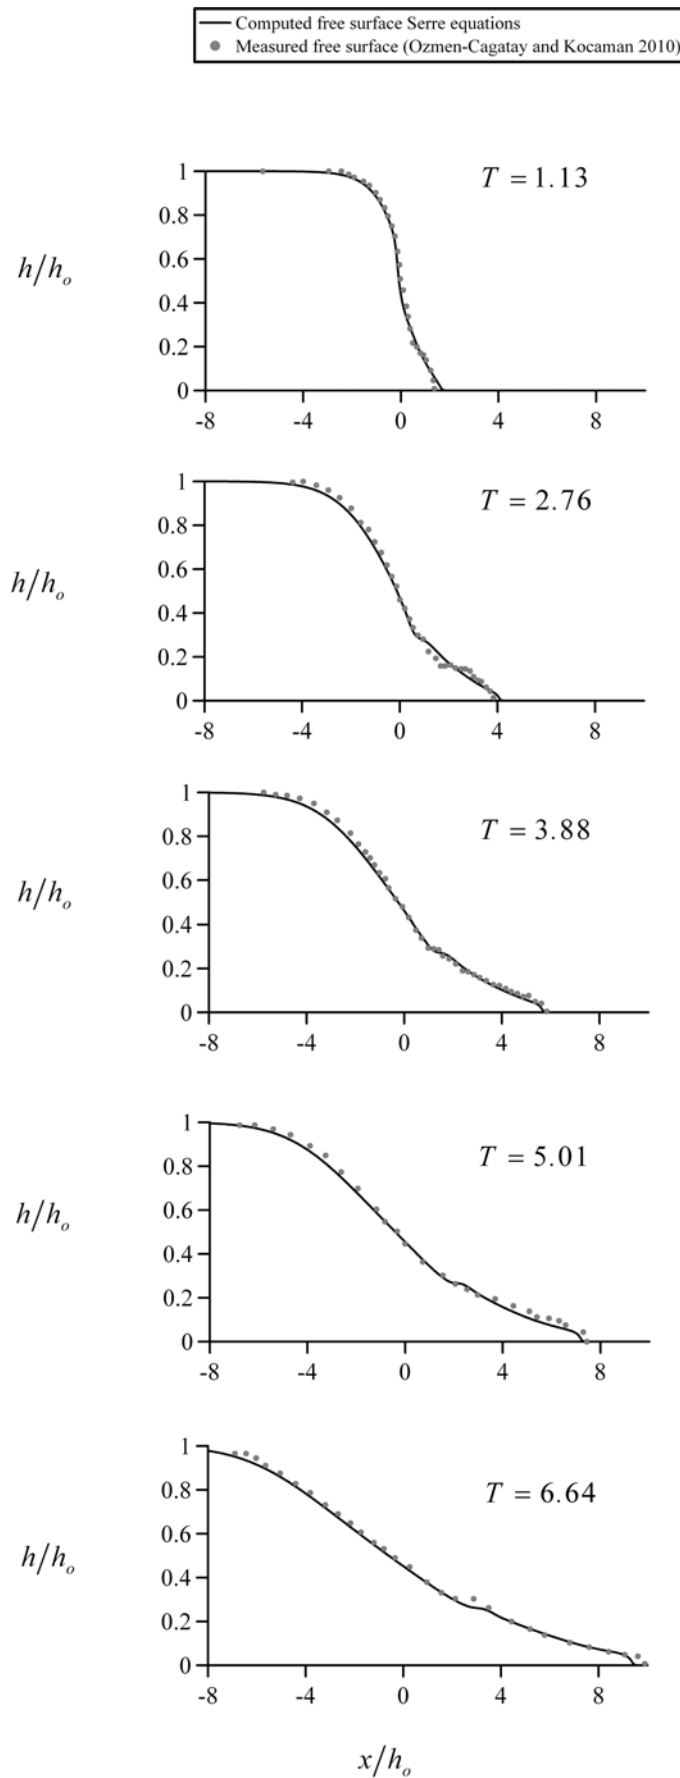 Computed free surface Serre equations
Measured free surface (Ozmen-Cagatay and Kocaman 2010)
1
0.8
0.6
0.4
0.2
0
h/hₒ
T = 1.13
-8 -4 0 4 8
1
0.8
0.6
0.4
0.2
0
h/hₒ
T = 2.76
-8 -4 0 4 8
1
0.8
0.6
0.4
0.2
0
h/hₒ
T = 3.88
-8 -4 0 4 8
1
0.8
0.6
0.4
0.2
0
h/hₒ
T = 5.01
-8 -4 0 4 8
1
0.8
0.6
0.4
0.2
0
h/hₒ
T = 6.64
-8 -4 0 4 8
x/hₒ